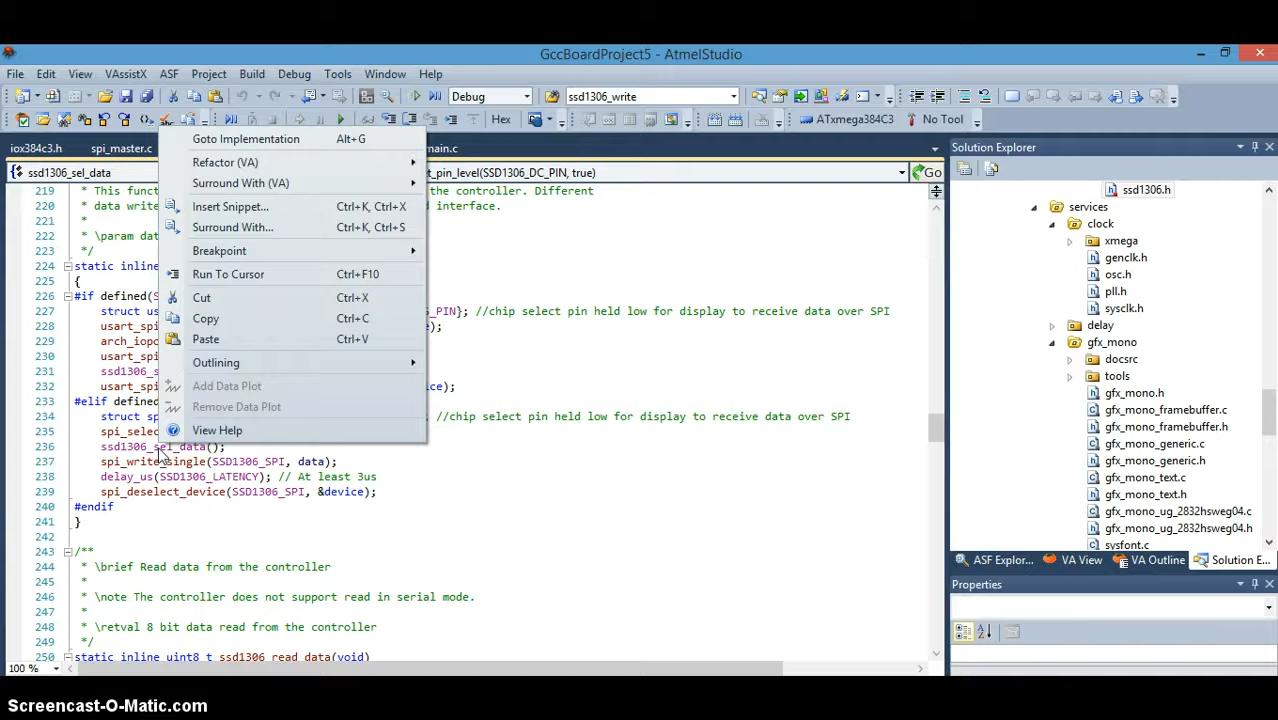 GccBoardProject5 - AtmelStudio
File Edit View VAssistX ASF Project Build Debug Tools Window Help
Debug ssd1306_write
Hex ATxmega384C3 No Tool
iox384c3.h spi_master.c main.c
ssd1306_sel_data t_pin_level(SSD1306_DC_PIN, true) Go
Goto Implementation Alt+G
Refactor (VA)
Surround With (VA)
Insert Snippet... Ctrl+K, Ctrl+X
Surround With... Ctrl+K, Ctrl+S
Breakpoint
Run To Cursor Ctrl+F10
Cut Ctrl+X
Copy Ctrl+C
Paste Ctrl+V
Outlining
Add Data Plot
Remove Data Plot
View Help
219 * This funct the controller. Different
220 * data write d interface.
221 *
222 * \param dat
223 */
224 static inline
225 {
226 #if defined(S
227 struct us S_PIN}; //chip select pin held low for display to receive data over SPI
228 usart_spi e);
229 arch_iopo
230 usart_spi
231 ssd1306_s
232 usart_spi ice);
233 #elif defined
234 struct sp //chip select pin held low for display to receive data over SPI
235 spi_selec
236 ssd1306_sel_data();
237 spi_write_single(SSD1306_SPI, data);
238 delay_us(SSD1306_LATENCY); // At least 3us
239 spi_deselect_device(SSD1306_SPI, &device);
240 #endif
241 }
242
243 /**
244 * \brief Read data from the controller
245 *
246 * \note The controller does not support read in serial mode.
247 *
248 * \retval 8 bit data read from the controller
249 */
250 static inline uint8_t ssd1306_read_data(void)
100 %
Solution Explorer
ssd1306.h
services
clock
xmega
genclk.h
osc.h
pll.h
sysclk.h
delay
gfx_mono
docsrc
tools
gfx_mono.h
gfx_mono_framebuffer.c
gfx_mono_framebuffer.h
gfx_mono_generic.c
gfx_mono_generic.h
gfx_mono_text.c
gfx_mono_text.h
gfx_mono_ug_2832hsweg04.c
gfx_mono_ug_2832hsweg04.h
sysfont.c
ASF Explor... VA View VA Outline Solution E...
Properties
Screencast-O-Matic.com